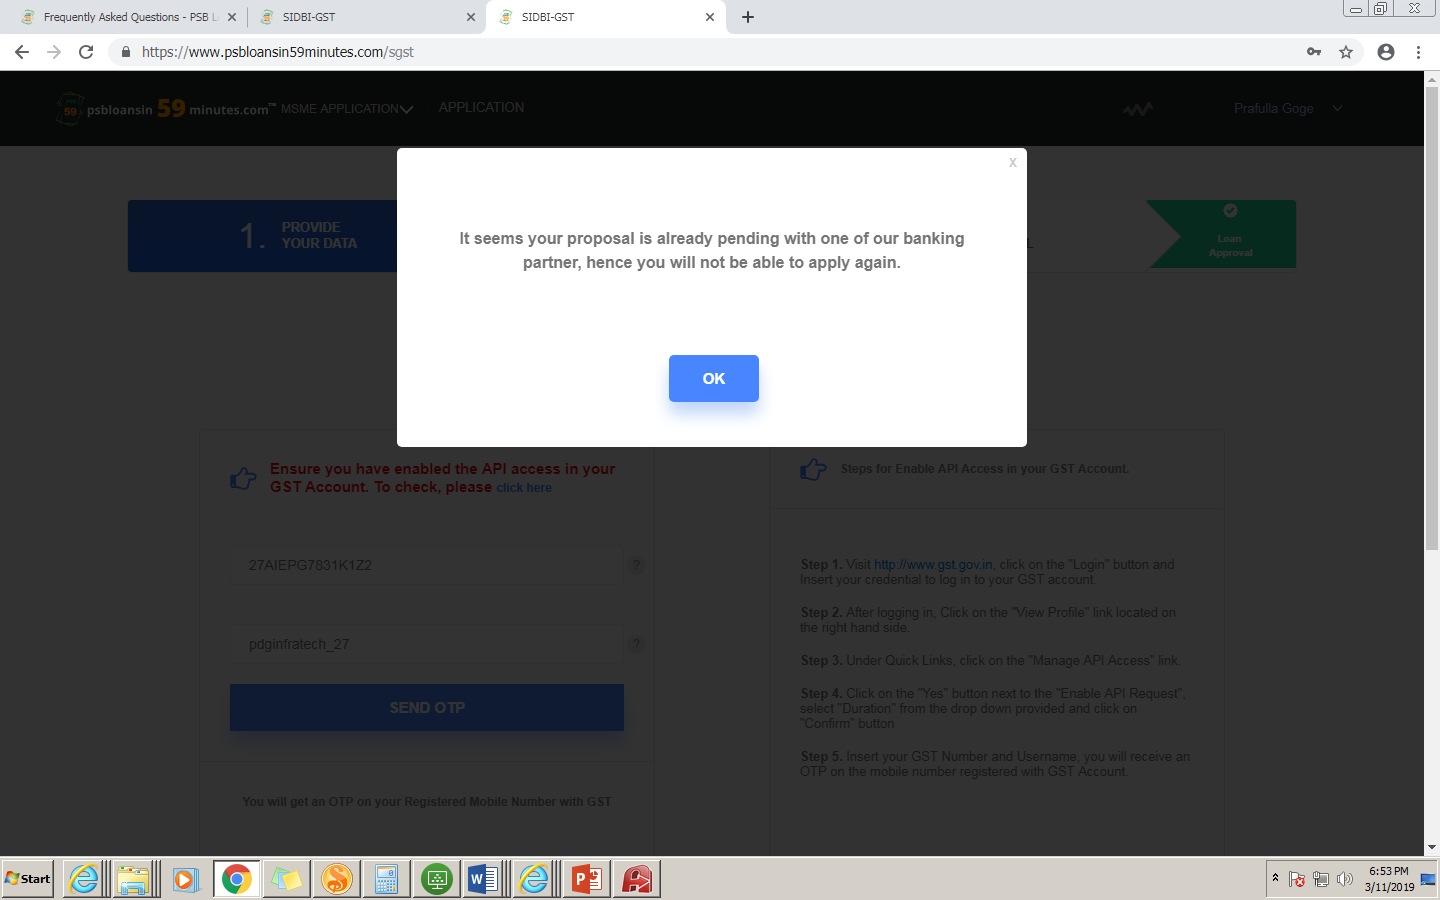 Frequently Asked Questions - PSB L
SIDBI-GST
SIDBI-GST
https://www.psbloansin59minutes.com/sgst
59 psbloansin 59 minutes.com™ MSME APPLICATION
APPLICATION
Prafulla Goge
x
1. PROVIDE
YOUR DATA
Loan
Approval
It seems your proposal is already pending with one of our banking
partner, hence you will not be able to apply again.
OK
Ensure you have enabled the API access in your
GST Account. To check, please click here
27AIEPG7831K1Z2
?
pdginfratech_27
?
SEND OTP
You will get an OTP on your Registered Mobile Number with GST
Steps for Enable API Access in your GST Account.
Step 1. Visit http://www.gst.gov.in, click on the "Login" button and
Insert your credential to log in to your GST account.
Step 2. After logging in, Click on the "View Profile" link located on
the right hand side.
Step 3. Under Quick Links, click on the "Manage API Access" link.
Step 4. Click on the "Yes" button next to the "Enable API Request",
select "Duration" from the drop down provided and click on
"Confirm" button
Step 5. Insert your GST Number and Username, you will receive an
OTP on the mobile number registered with GST Account.
Start
6:53 PM
3/11/2019